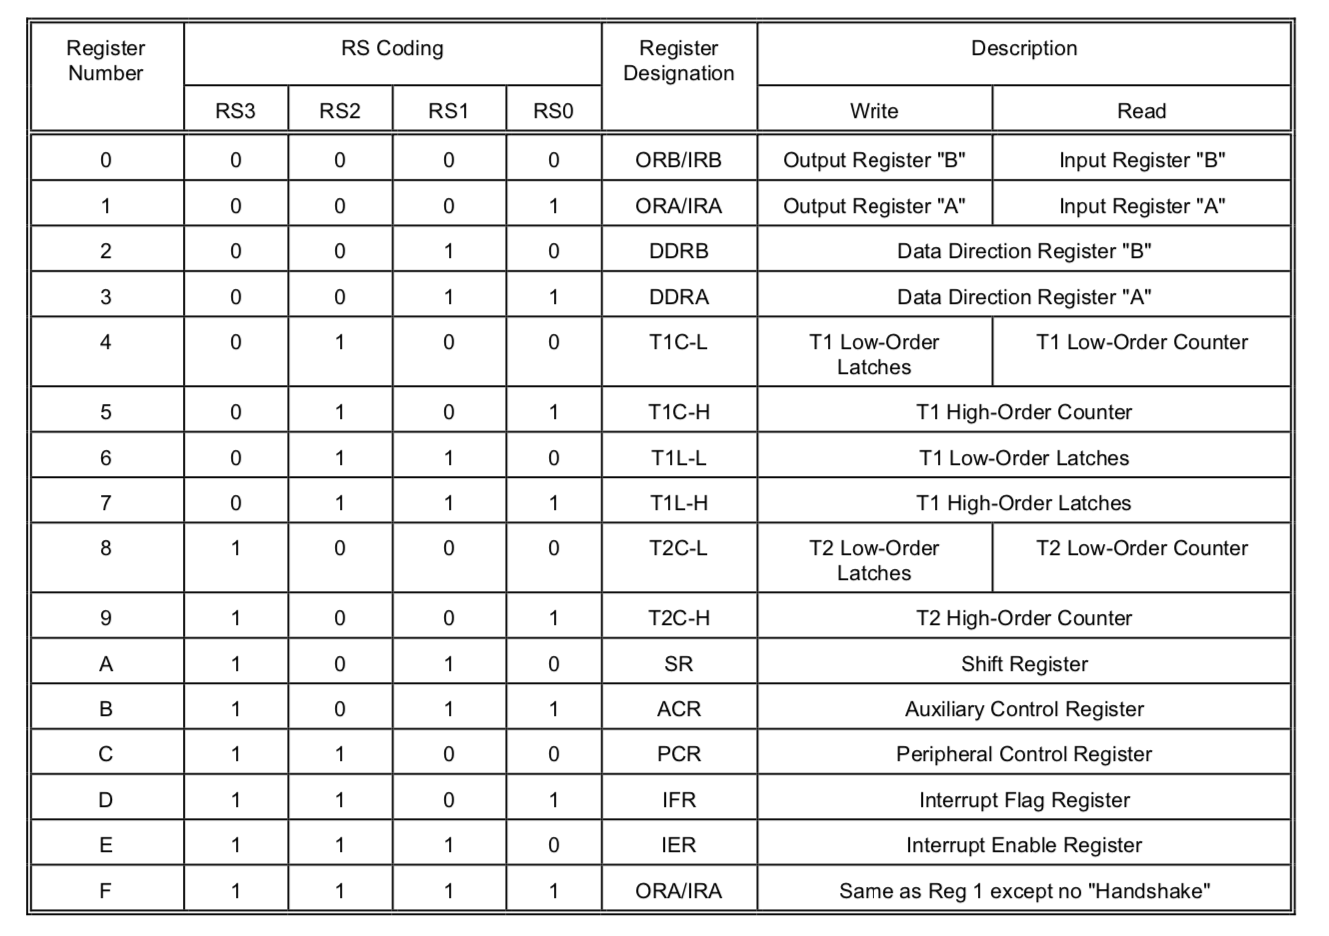 Register Number RS Coding Register Designation Description
RS3 RS2 RS1 RS0 Write Read
0 0 0 0 0 ORB/IRB Output Register "B" Input Register "B"
1 0 0 0 1 ORA/IRA Output Register "A" Input Register "A"
2 0 0 1 0 DDRB Data Direction Register "B"
3 0 0 1 1 DDRA Data Direction Register "A"
4 0 1 0 0 T1C-L T1 Low-Order Latches T1 Low-Order Counter
5 0 1 0 1 T1C-H T1 High-Order Counter
6 0 1 1 0 T1L-L T1 Low-Order Latches
7 0 1 1 1 T1L-H T1 High-Order Latches
8 1 0 0 0 T2C-L T2 Low-Order Latches T2 Low-Order Counter
9 1 0 0 1 T2C-H T2 High-Order Counter
A 1 0 1 0 SR Shift Register
B 1 0 1 1 ACR Auxiliary Control Register
C 1 1 0 0 PCR Peripheral Control Register
D 1 1 0 1 IFR Interrupt Flag Register
E 1 1 1 0 IER Interrupt Enable Register
F 1 1 1 1 ORA/IRA Same as Reg 1 except no "Handshake"